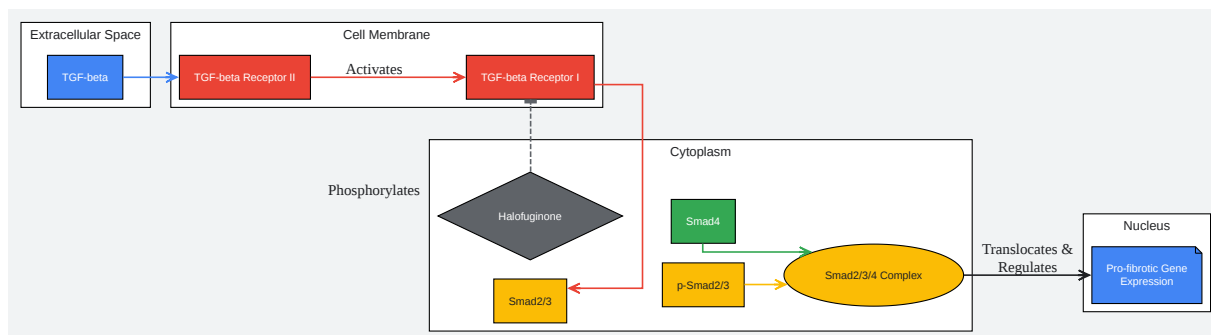 Extracellular Space
Cell Membrane
TGF-beta
TGF-beta Receptor II
Activates
TGF-beta Receptor I
Cytoplasm
Phosphorylates
Halofuginone
Smad4
Smad2/3
p-Smad2/3
Smad2/3/4 Complex
Translocates &
Regulates
Nucleus
Pro-fibrotic Gene
Expression